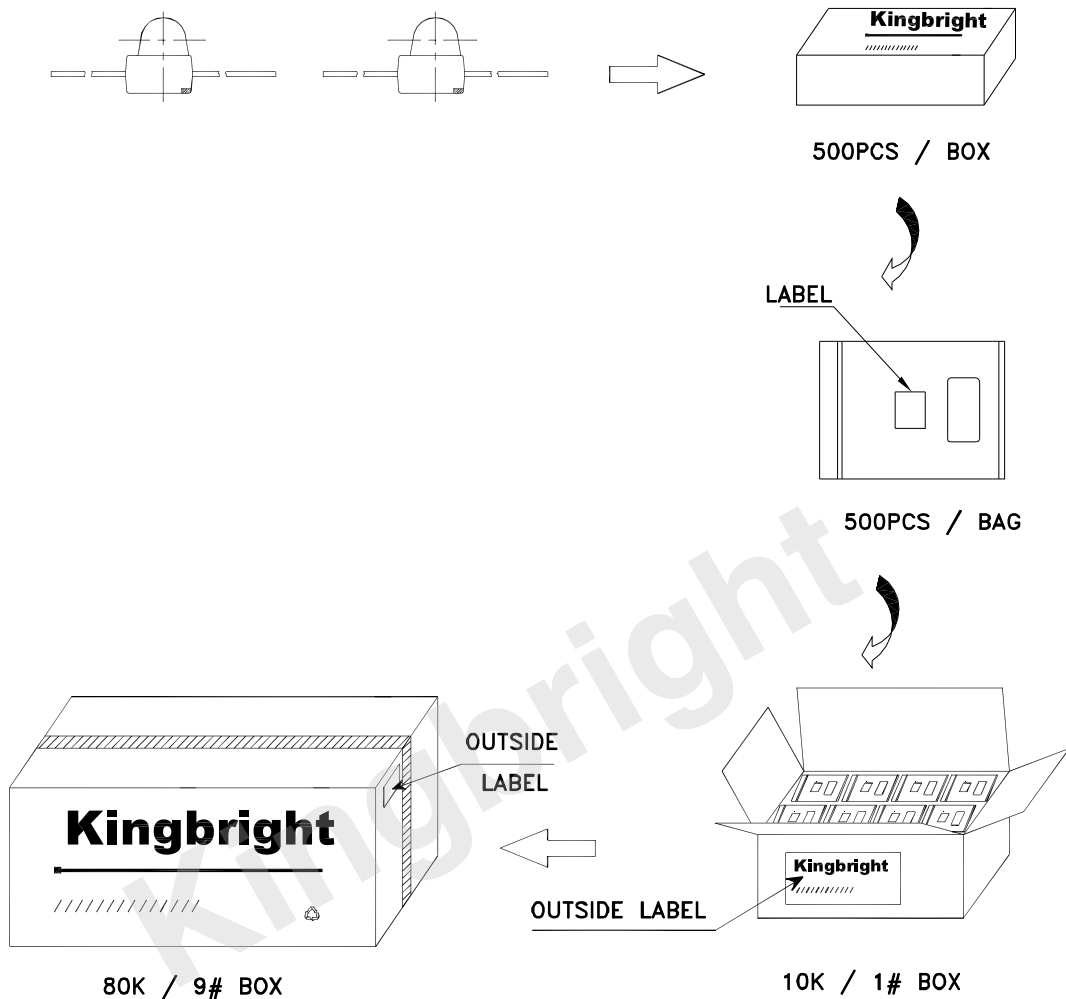 Kingbright
500PCS / BOX
LABEL
500PCS / BAG
OUTSIDE
LABEL
Kingbright
Kingbright
OUTSIDE LABEL
80K / 9# BOX
10K / 1# BOX
Kingbright